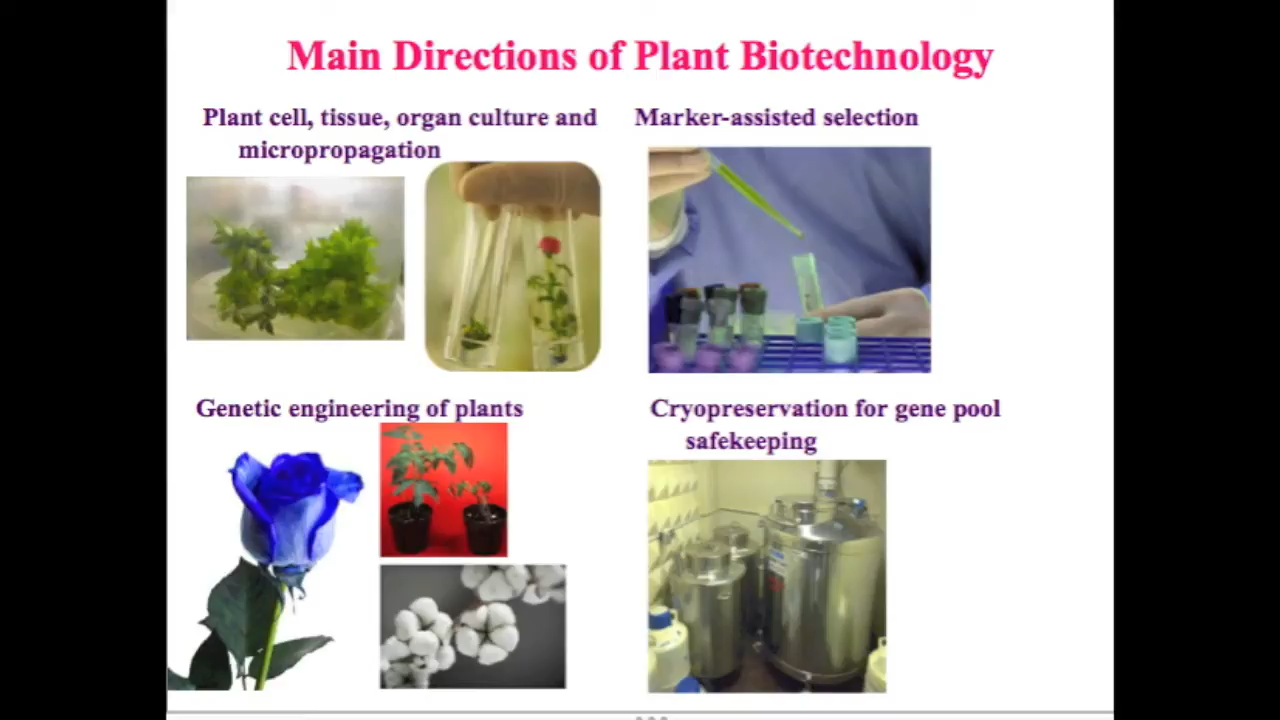 Main Directions of Plant Biotechnology
Plant cell, tissue, organ culture and
micropropagation
Marker-assisted selection
Genetic engineering of plants
Cryopreservation for gene pool
safekeeping